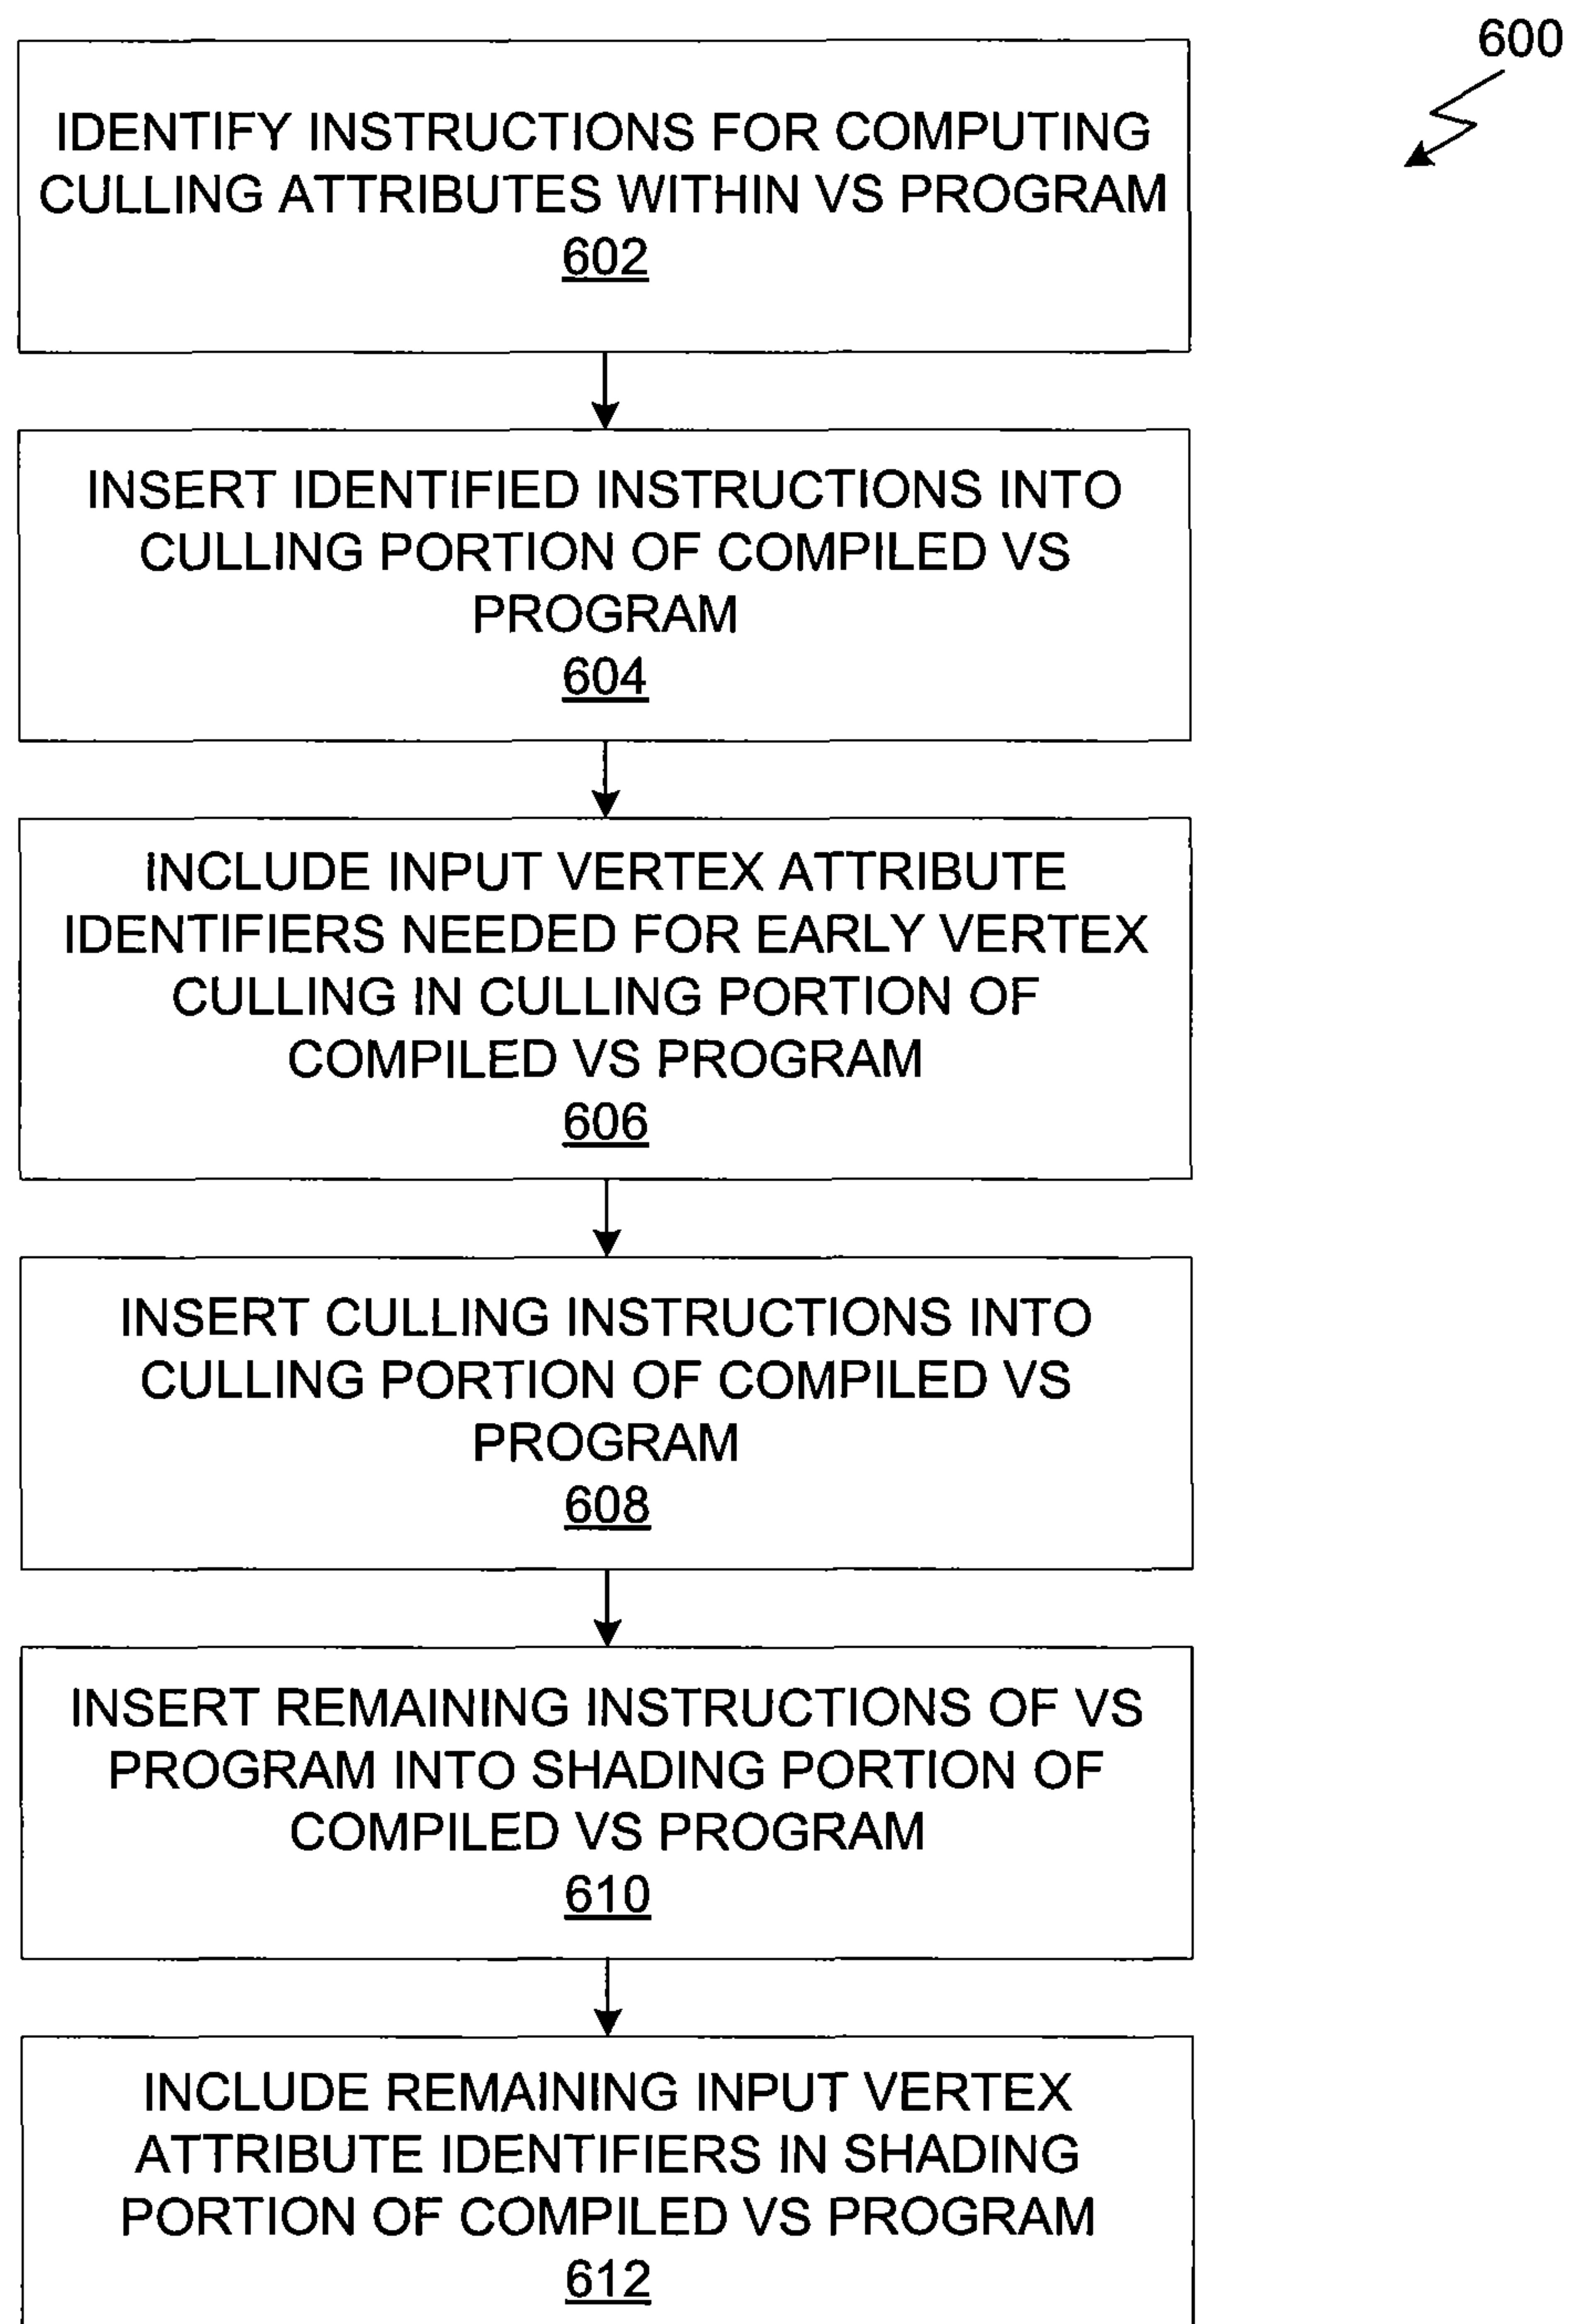 600
IDENTIFY INSTRUCTIONS FOR COMPUTING
CULLING ATTRIBUTES WITHIN VS PROGRAM
602
INSERT IDENTIFIED INSTRUCTIONS INTO
CULLING PORTION OF COMPILED VS
PROGRAM
604
INCLUDE INPUT VERTEX ATTRIBUTE
IDENTIFIERS NEEDED FOR EARLY VERTEX
CULLING IN CULLING PORTION OF
COMPILED VS PROGRAM
606
INSERT CULLING INSTRUCTIONS INTO
CULLING PORTION OF COMPILED VS
PROGRAM
608
INSERT REMAINING INSTRUCTIONS OF VS
PROGRAM INTO SHADING PORTION OF
COMPILED VS PROGRAM
610
INCLUDE REMAINING INPUT VERTEX
ATTRIBUTE IDENTIFIERS IN SHADING
PORTION OF COMPILED VS PROGRAM
612